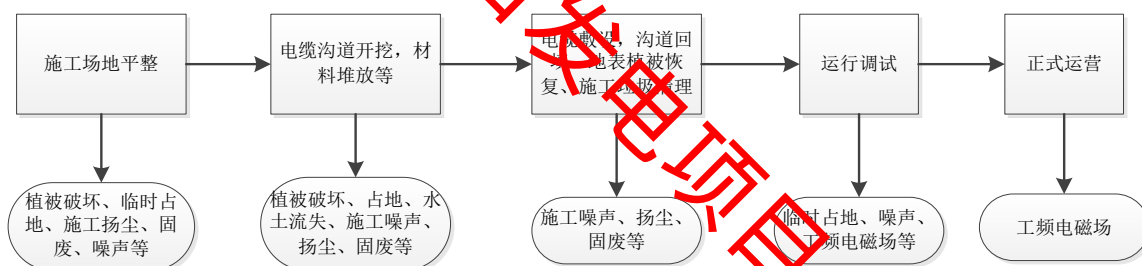 施工场地平整
电缆沟道开挖，材
料堆放等
电缆敷设，沟道回
地表植被恢
复、施工垃圾清理
运行调试
正式运营
植被破坏、临时占
地、施工扬尘、固
废、噪声等
植被破坏、占地、水
土流失、施工噪声、
扬尘、固废等
施工噪声、扬尘、
固废等
临时占地、噪声、
工频电磁场等
工频电磁场
发电项目